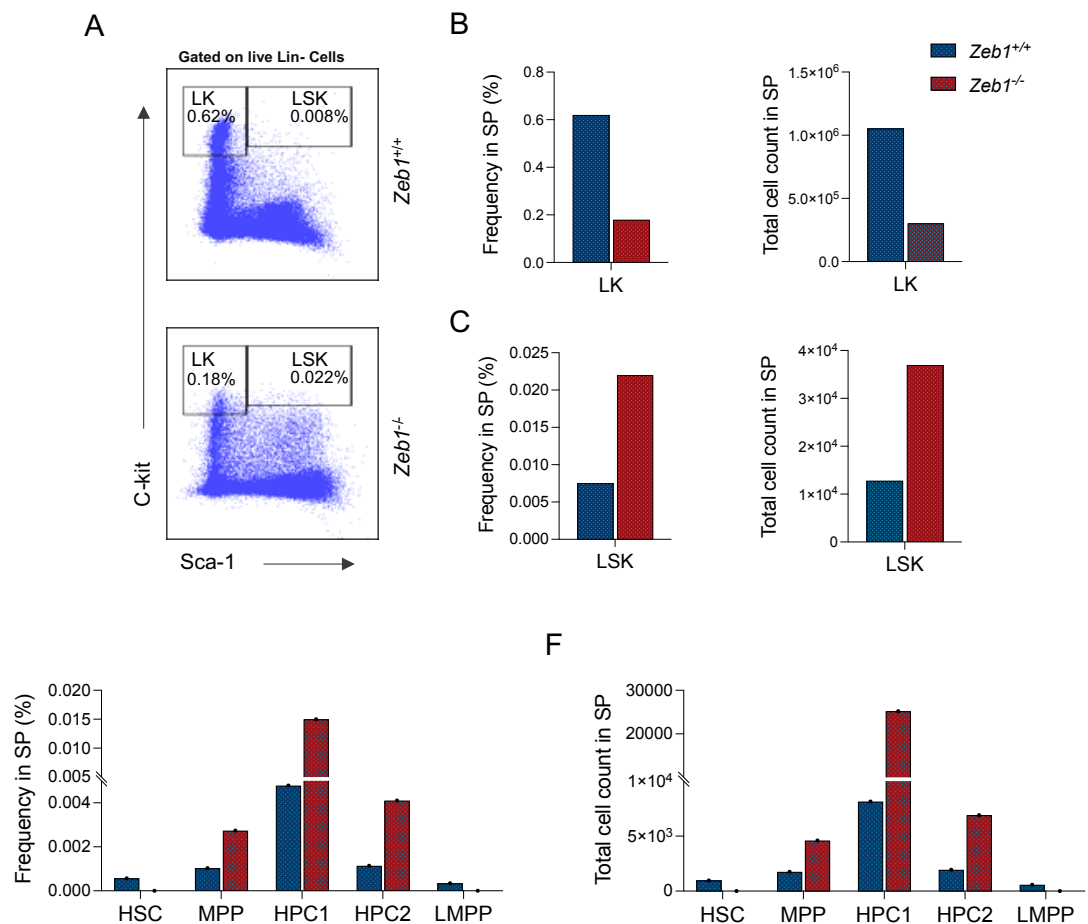 A
Gated on live Lin- Cells
LK
0.62%
LSK
0.008%
Zeb1+/+
LK
0.18%
LSK
0.022%
Zeb1-/-
C-kit
Sca-1
B
Zeb1+/+
Zeb1-/-
Frequency in SP (%)
0.8
0.6
0.4
0.2
0.0
LK
Total cell count in SP
1.5×10⁶
1.0×10⁶
5.0×10⁵
0.0
LK
C
Frequency in SP (%)
0.025
0.020
0.015
0.010
0.005
0.000
LSK
Total cell count in SP
4×10⁴
3×10⁴
2×10⁴
1×10⁴
0
LSK
Frequency in SP (%)
0.020
0.015
0.010
0.005
0.004
0.002
0.000
HSC MPP HPC1 HPC2 LMPP
F
Total cell count in SP
30000
20000
1×10⁴
5×10³
0
HSC MPP HPC1 HPC2 LMPP